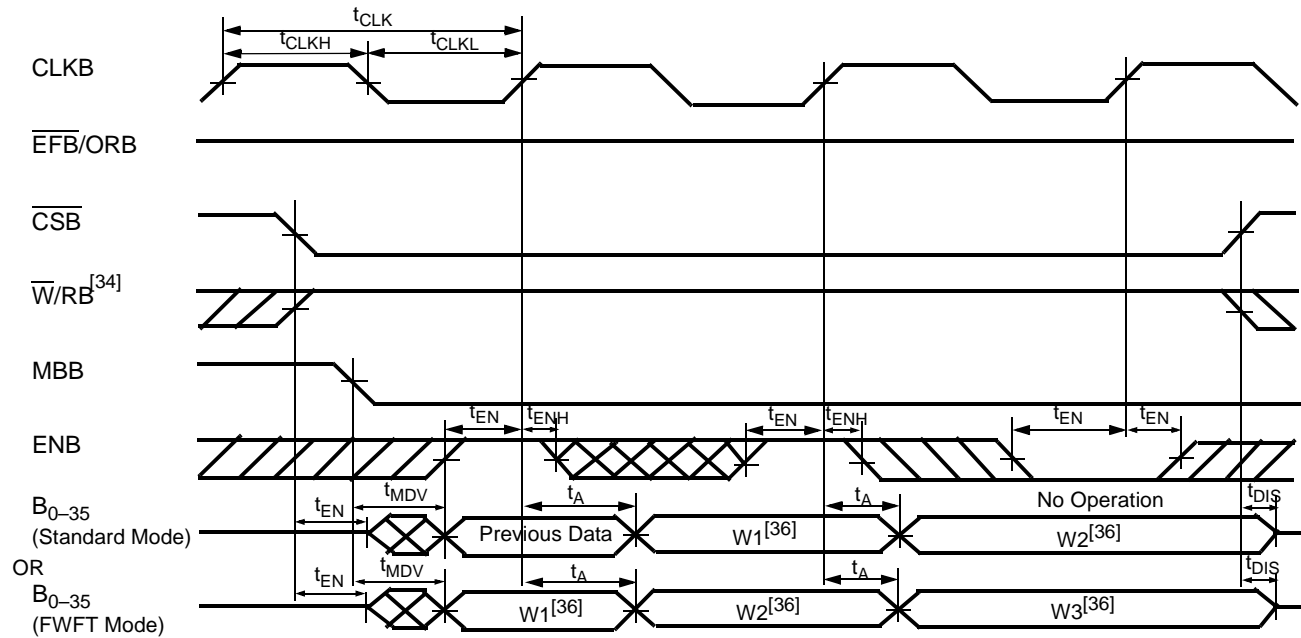 tCLK
tCLKH
tCLKL
CLKB
EFB/ORB
CSB
W/RB[34]
MBB
tEN
tENH
tEN
tENH
tEN
tEN
ENB
tMDV
tA
tA
No Operation
tDIS
B0–35
(Standard Mode)
tEN
Previous Data
W1[36]
W2[36]
OR
tEN
tMDV
tA
tA
tDIS
B0–35
(FWFT Mode)
W1[36]
W2[36]
W3[36]